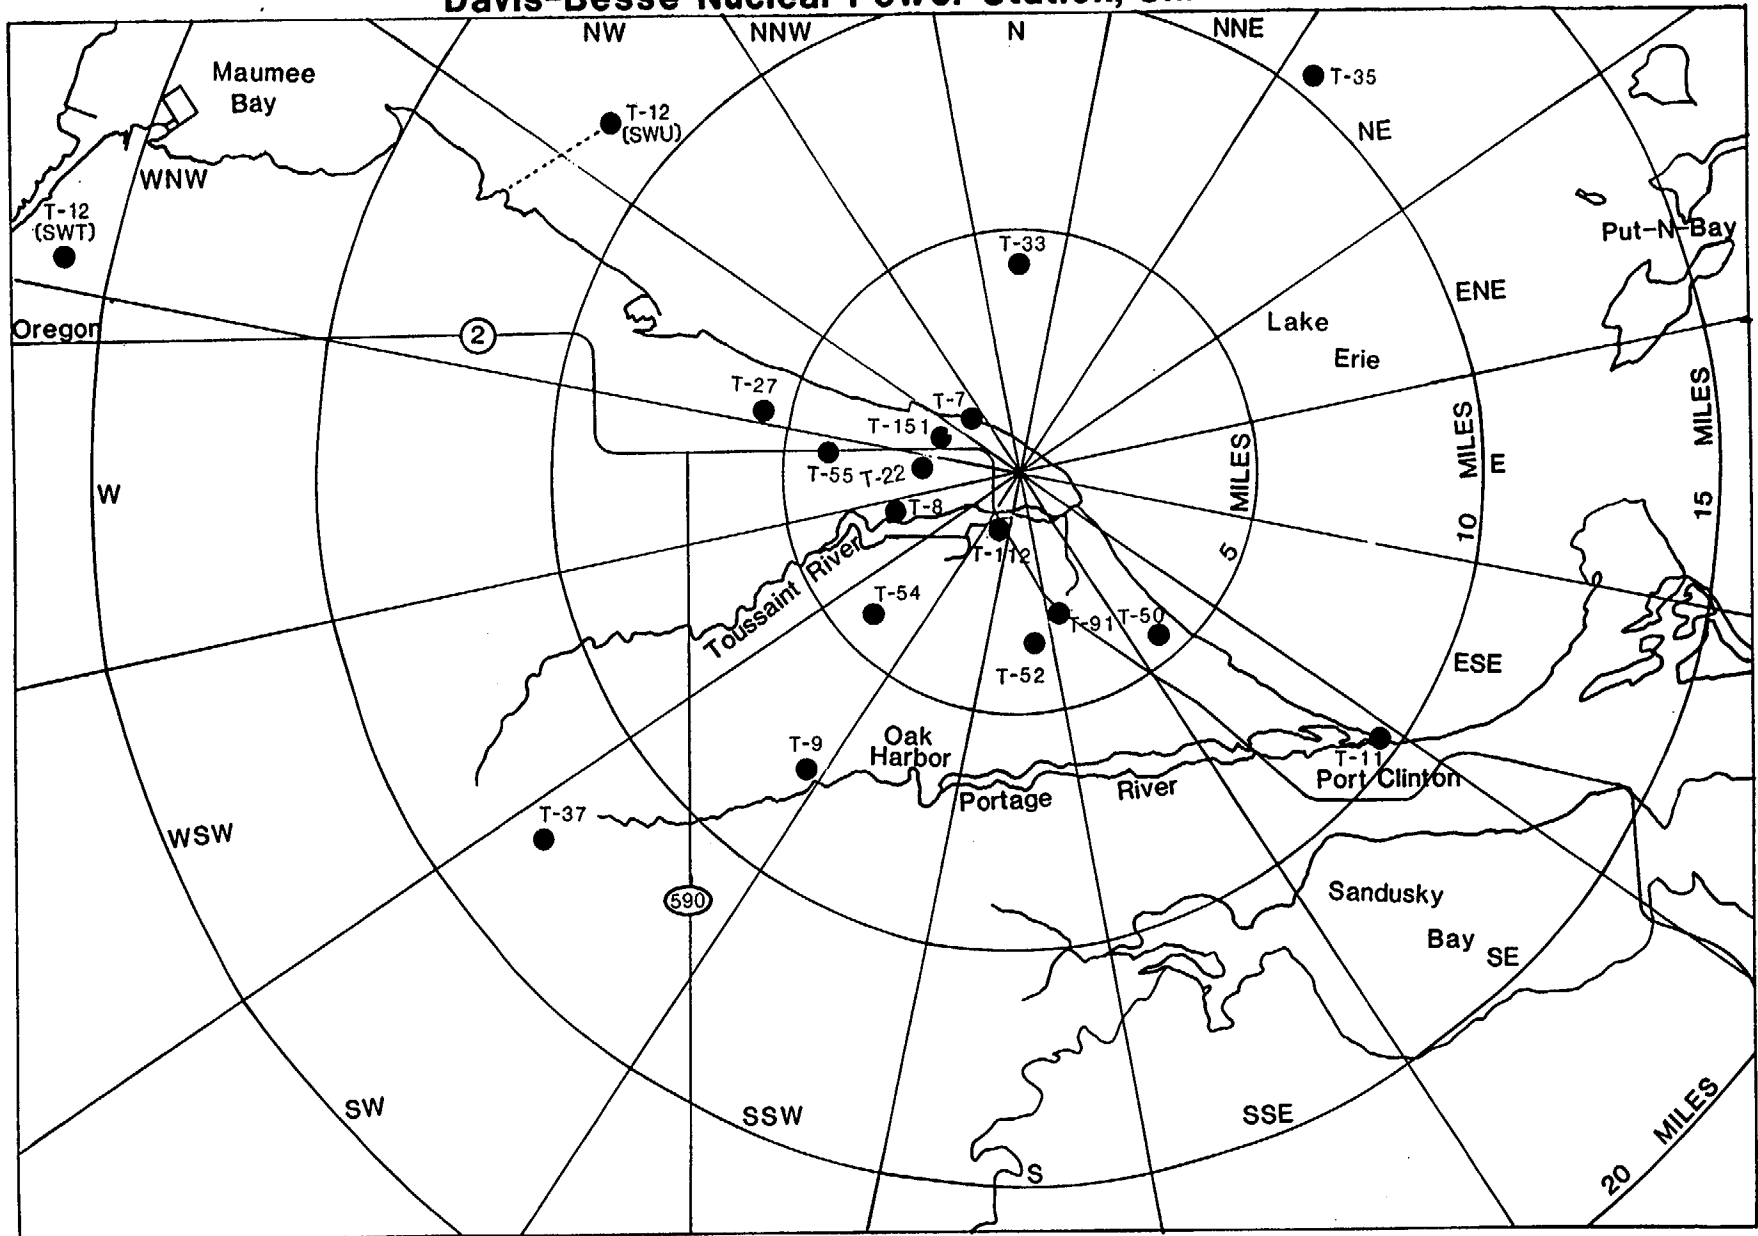 Davis-Besse Nuclear Power Station,
NW
NNW
N
NNE
Maumee
Bay
T-35
T-12
(SWU)
NE
WNW
T-12
(SWT)
Put-N-Bay
T-33
ENE
Lake
Erie
Oregon
2
T-27
T-7
T-151
MILES
MILES
MILES
T-55
T-22
E
W
T-8
15
10
5
T-112
River
Toussaint
T-54
T-91
T-50
T-52
ESE
Oak
Harbor
T-9
T-11
Port Clinton
Portage
River
T-37
WSW
590
Sandusky
Bay
SE
SW
SSW
SSE
S
MILES
20